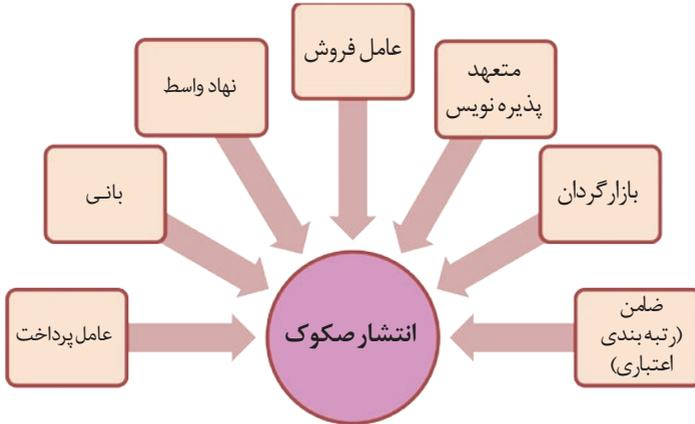 عامل فروش
متعهد
پذیره نویس
نهاد واسط
بازارگردان
بانی
ضامن
(رتبه‌بندی
اعتباری)
انتشار صکوک
عامل پرداخت